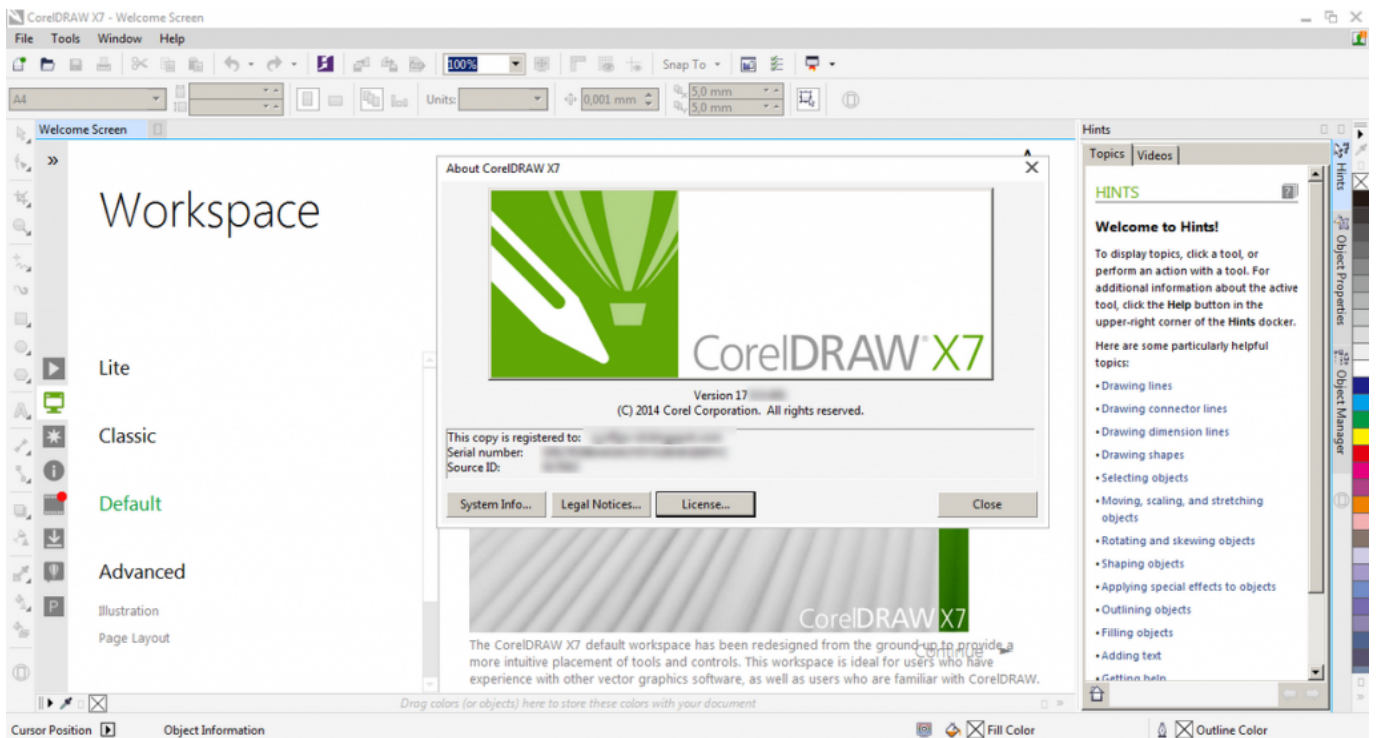 CorelDRAW X7 - Welcome Screen
File Tools Window Help
100%
Snap To
A4
Units:
0,001 mm
5,0 mm
5,0 mm
Welcome Screen
Workspace
Lite
Classic
Default
Advanced
Illustration
Page Layout
About CorelDRAW X7
CorelDRAW X7
Version 17
(C) 2014 Corel Corporation. All rights reserved.
This copy is registered to:
Serial number:
Source ID:
System Info...
Legal Notices...
License...
Close
CorelDRAW X7
Continue
The CorelDRAW X7 default workspace has been redesigned from the ground-up to provide a
more intuitive placement of tools and controls. This workspace is ideal for users who have
experience with other vector graphics software, as well as users who are familiar with CorelDRAW.
Hints
Topics Videos
HINTS
Welcome to Hints!
To display topics, click a tool, or
perform an action with a tool. For
additional information about the active
tool, click the Help button in the
upper-right corner of the Hints docker.
Here are some particularly helpful
topics:
•Drawing lines
•Drawing connector lines
•Drawing dimension lines
•Drawing shapes
•Selecting objects
•Moving, scaling, and stretching
objects
•Rotating and skewing objects
•Shaping objects
•Applying special effects to objects
•Outlining objects
•Filling objects
•Adding text
•Getting help
Hints
Object Properties
Object Manager
Drag colors (or objects) here to store these colors with your document
Cursor Position
Object Information
Fill Color
Outline Color